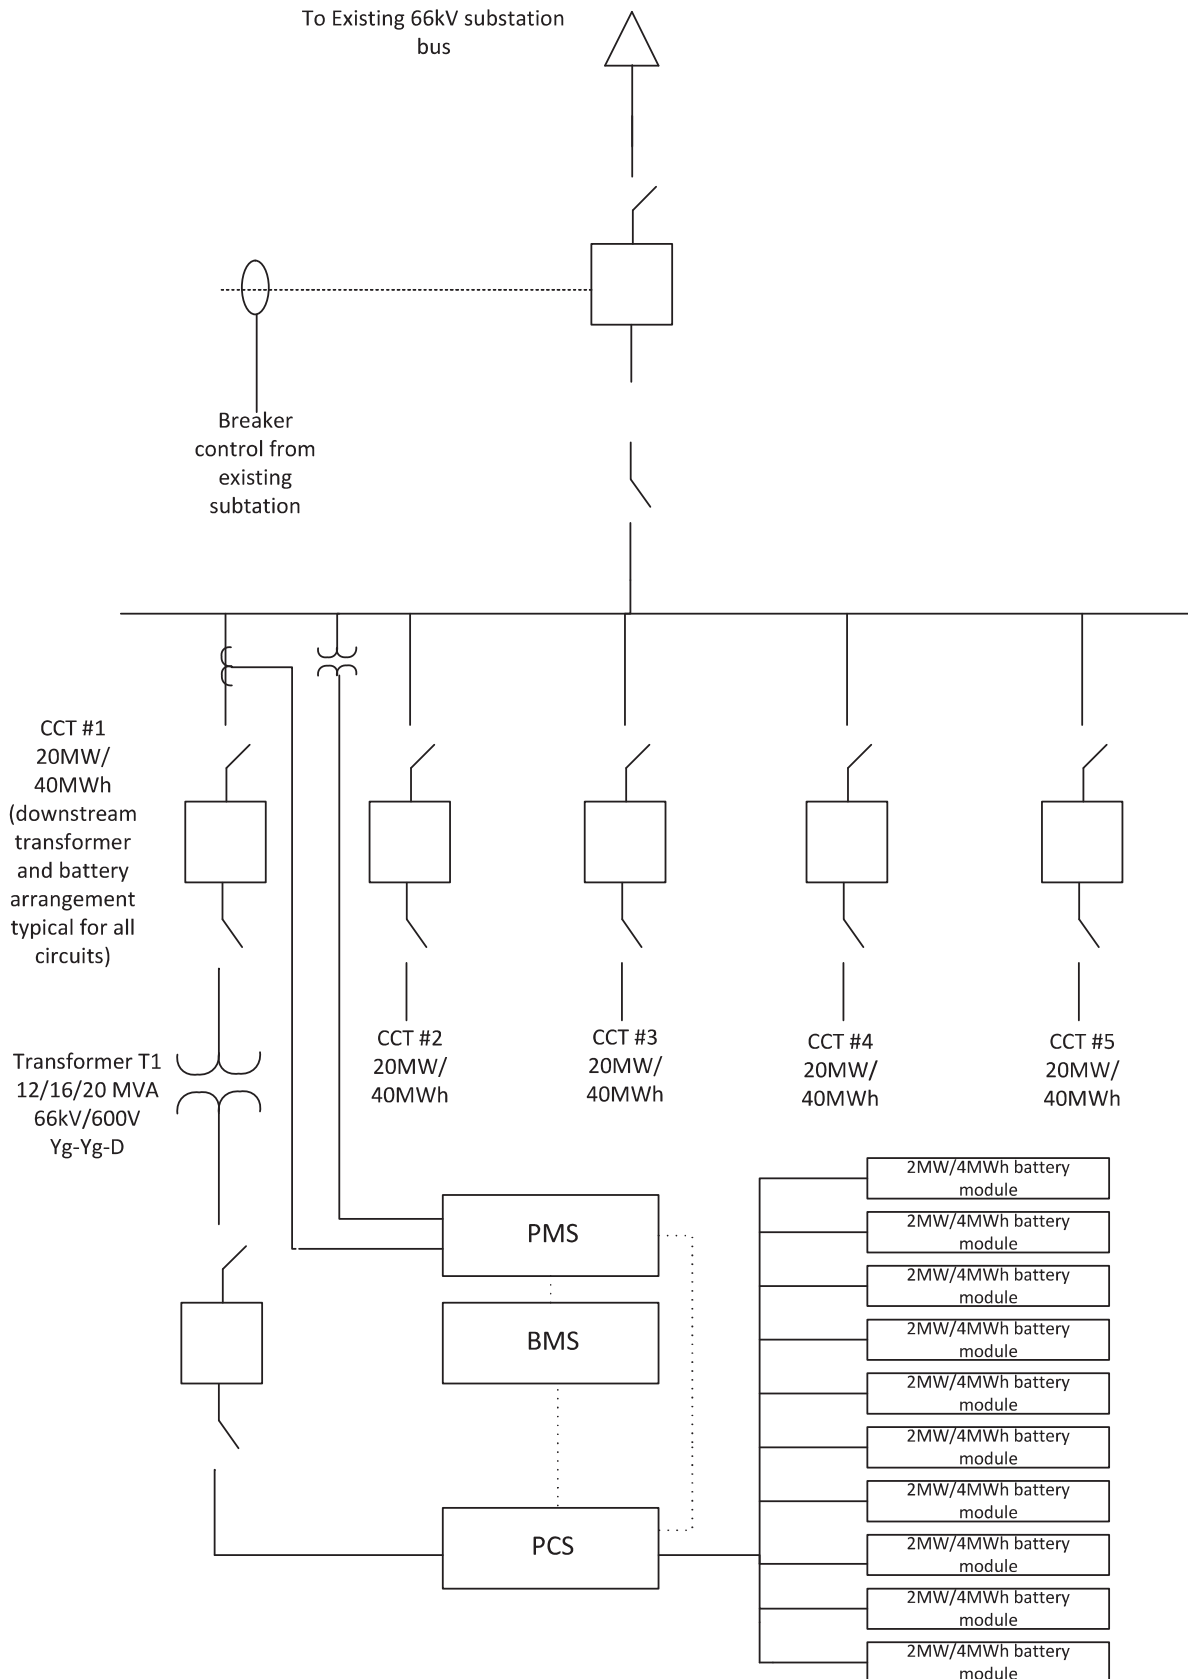 To Existing 66kV substation
bus
Breaker
control from
existing
subtation
CCT #1
20MW/
40MWh
(downstream
transformer
and battery
arrangement
typical for all
circuits)
CCT #2
20MW/
40MWh
CCT #3
20MW/
40MWh
CCT #4
20MW/
40MWh
CCT #5
20MW/
40MWh
Transformer T1
12/16/20 MVA
66kV/600V
Yg-Yg-D
PMS
BMS
PCS
2MW/4MWh battery
module
2MW/4MWh battery
module
2MW/4MWh battery
module
2MW/4MWh battery
module
2MW/4MWh battery
module
2MW/4MWh battery
module
2MW/4MWh battery
module
2MW/4MWh battery
module
2MW/4MWh battery
module
2MW/4MWh battery
module